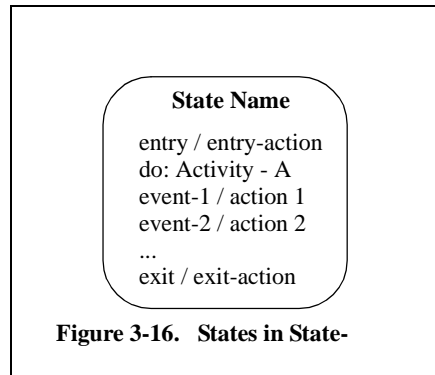 State Name
entry / entry-action
do: Activity - A
event-1 / action 1
event-2 / action 2
...
exit / exit-action
Figure 3-16. States in State-